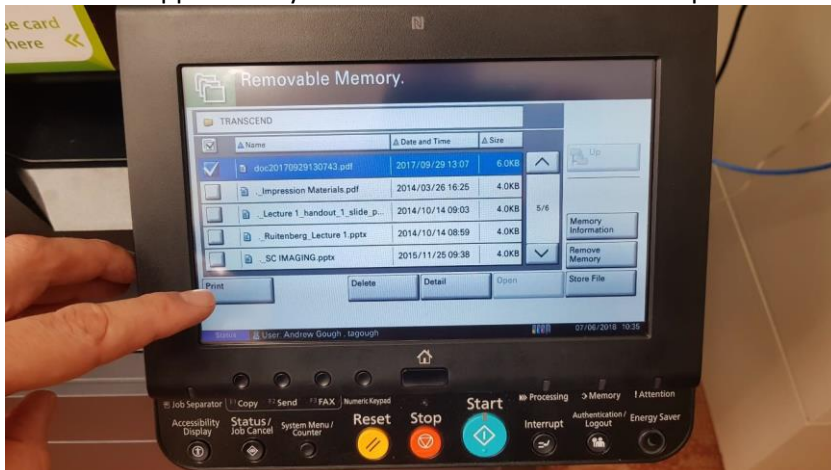 e card
here «
Removable Memory.
TRANSCEND
Name Date and Time Size
doc20170929130743.pdf 2017/09/29 13:07 6.0KB
._Impression Materials.pdf 2014/03/26 16:25 4.0KB
._Lecture 1_handout_1_slide_p... 2014/10/14 09:03 4.0KB
._Ruitenberg_Lecture 1.pptx 2014/10/14 08:59 4.0KB
._SC IMAGING.pptx 2015/11/25 09:38 4.0KB
5/6
Up
Memory Information
Remove Memory
Print Delete Detail Open Store File
Status User: Andrew Gough . tagough 07/06/2018 10:35
Job Separator F1 Copy F2 Send F3 FAX Numeric Keypad
Processing Memory ! Attention
Accessibility Display Status/ Job Cancel System Menu/ Counter Reset Stop Start Interrupt Authentication/ Logout Energy Saver